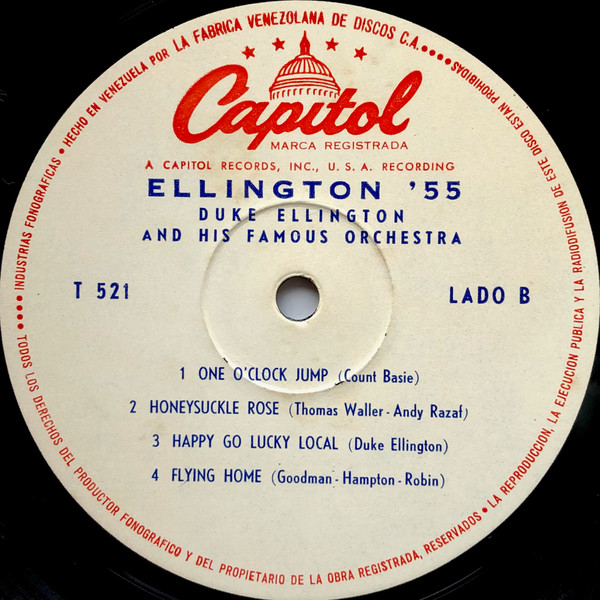 INDUSTRIAS FONOGRAFICAS • HECHO EN VENEZUELA POR LA FABRICA VENEZOLANA DE DISCOS C.A.
Capitol
MARCA REGISTRADA
A CAPITOL RECORDS, INC., U. S. A. RECORDING
ELLINGTON '55
DUKE ELLINGTON
AND HIS FAMOUS ORCHESTRA
T 521
LADO B
1 ONE O'CLOCK JUMP (Count Basie)
2 HONEYSUCKLE ROSE (Thomas Waller - Andy Razaf)
3 HAPPY GO LUCKY LOCAL (Duke Ellington)
4 FLYING HOME (Goodman - Hampton - Robin)
TODOS LOS DERECHOS DEL PRODUCTOR FONOGRAFICO Y DEL PROPIETARIO DE LA OBRA REGISTRADA, RESERVADOS • LA REPRODUCCION, LA EJECUCION PUBLICA Y LA RADIODIFUSION DE ESTE DISCO ESTAN PROHIBIDAS